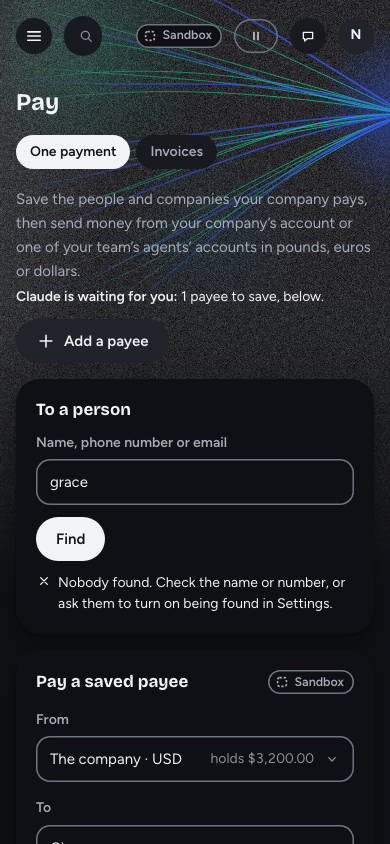 Sandbox
N
Pay
One payment
Invoices
Save the people and companies your company pays,
then send money from your company’s account or
one of your team’s agents’ accounts in pounds, euros
or dollars.
Claude is waiting for you: 1 payee to save, below.
Add a payee
To a person
Name, phone number or email
grace
Find
Nobody found. Check the name or number, or
ask them to turn on being found in Settings.
Pay a saved payee
Sandbox
From
The company · USD holds $3,200.00
To